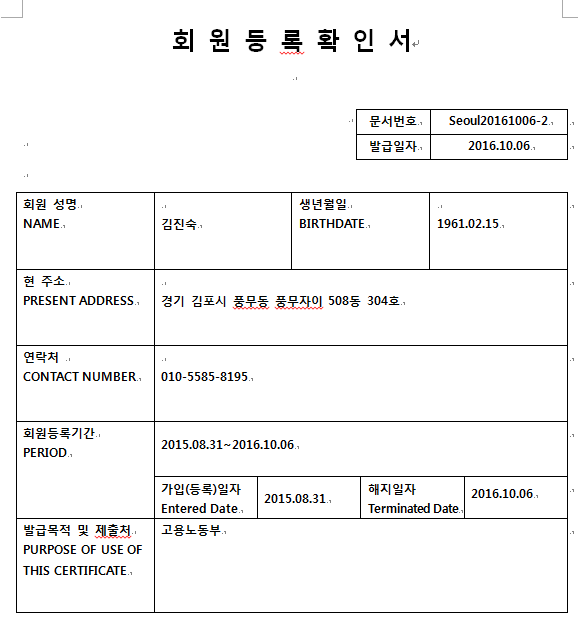 회 원 등 록 확 인 서
문서번호 Seoul20161006-2
발급일자 2016.10.06
회원 성명 생년월일
NAME 김진숙 BIRTHDATE 1961.02.15
현 주소
PRESENT ADDRESS 경기 김포시 풍무동 풍무자이 508동 304호
연락처
CONTACT NUMBER 010-5585-8195
회원등록기간
PERIOD 2015.08.31~2016.10.06
가입(등록)일자 해지일자
Entered Date 2015.08.31 Terminated Date 2016.10.06
발급목적 및 제출처 고용노동부
PURPOSE OF USE OF
THIS CERTIFICATE